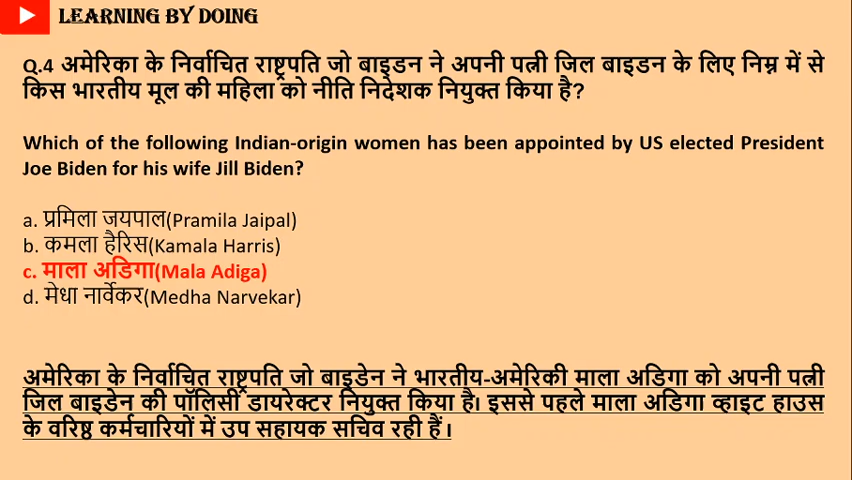 LEARNING BY DOING
Q.4 अमेरिका के निर्वाचित राष्ट्रपति जो बाइडन ने अपनी पत्नी जिल बाइडन के लिए निम्न में से
किस भारतीय मूल की महिला को नीति निदेशक नियुक्त किया है?
Which of the following Indian-origin women has been appointed by US elected President
Joe Biden for his wife Jill Biden?
a. प्रमिला जयपाल(Pramila Jaipal)
b. कमला हैरिस(Kamala Harris)
c. माला अडिगा(Mala Adiga)
d. मेधा नार्वेकर(Medha Narvekar)
अमेरिका के निर्वाचित राष्ट्रपति जो बाइडेन ने भारतीय-अमेरिकी माला अडिगा को अपनी पत्नी
जिल बाइडेन की पॉलिसी डायरेक्टर नियुक्त किया है। इससे पहले माला अडिगा व्हाइट हाउस
के वरिष्ठ कर्मचारियों में उप सहायक सचिव रही हैं।